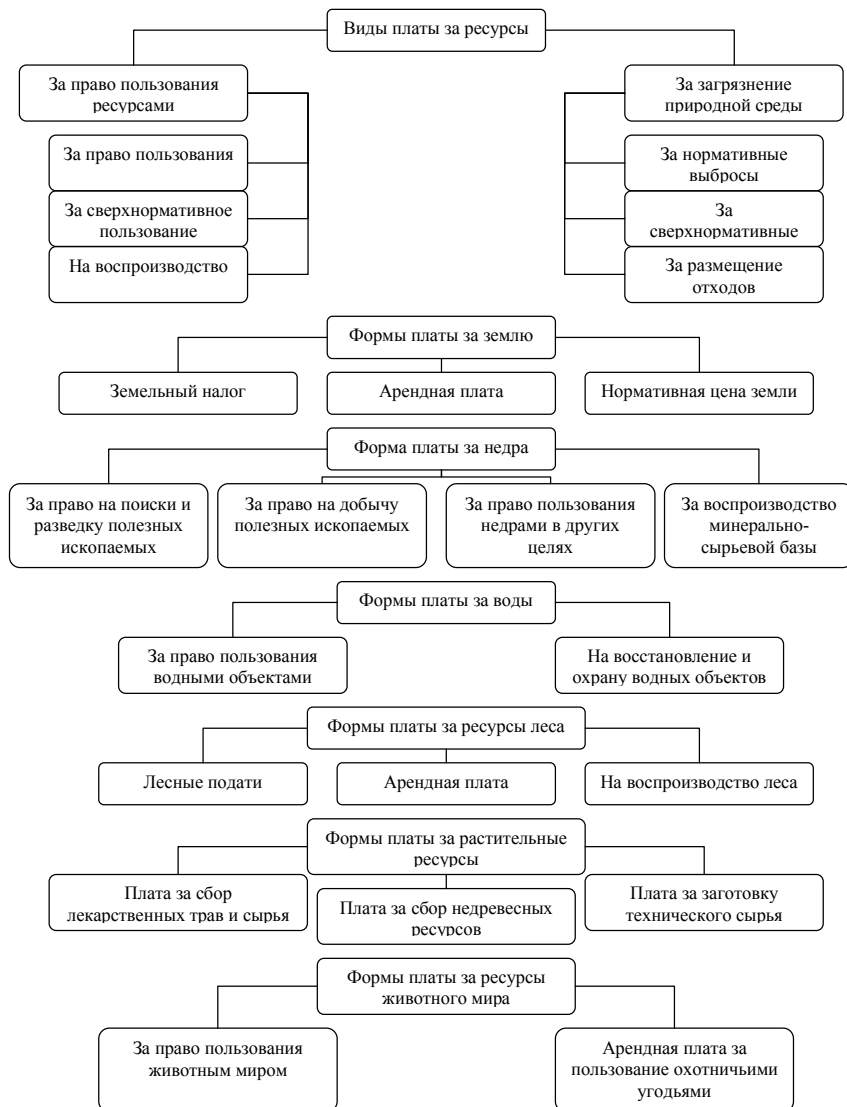 Виды платы за ресурсы
За право пользования
ресурсами
За загрязнение
природной среды
За право пользования
За нормативные
выбросы
За сверхнормативное
пользование
За
сверхнормативные
На воспроизводство
За размещение
отходов
Формы платы за землю
Земельный налог
Арендная плата
Нормативная цена земли
Форма платы за недра
За право на поиски и
разведку полезных
ископаемых
За право на добычу
полезных ископаемых
За право пользования
недрами в других
целях
За воспроизводство
минерально-
сырьевой базы
Формы платы за воды
За право пользования
водными объектами
На восстановление и
охрану водных объектов
Формы платы за ресурсы леса
Лесные подати
Арендная плата
На воспроизводство леса
Формы платы за растительные
ресурсы
Плата за сбор
лекарственных трав и сырья
Плата за сбор недревесных
ресурсов
Плата за заготовку
технического сырья
Формы платы за ресурсы
животного мира
За право пользования
животным миром
Арендная плата за
пользование охотничьими
угодьями